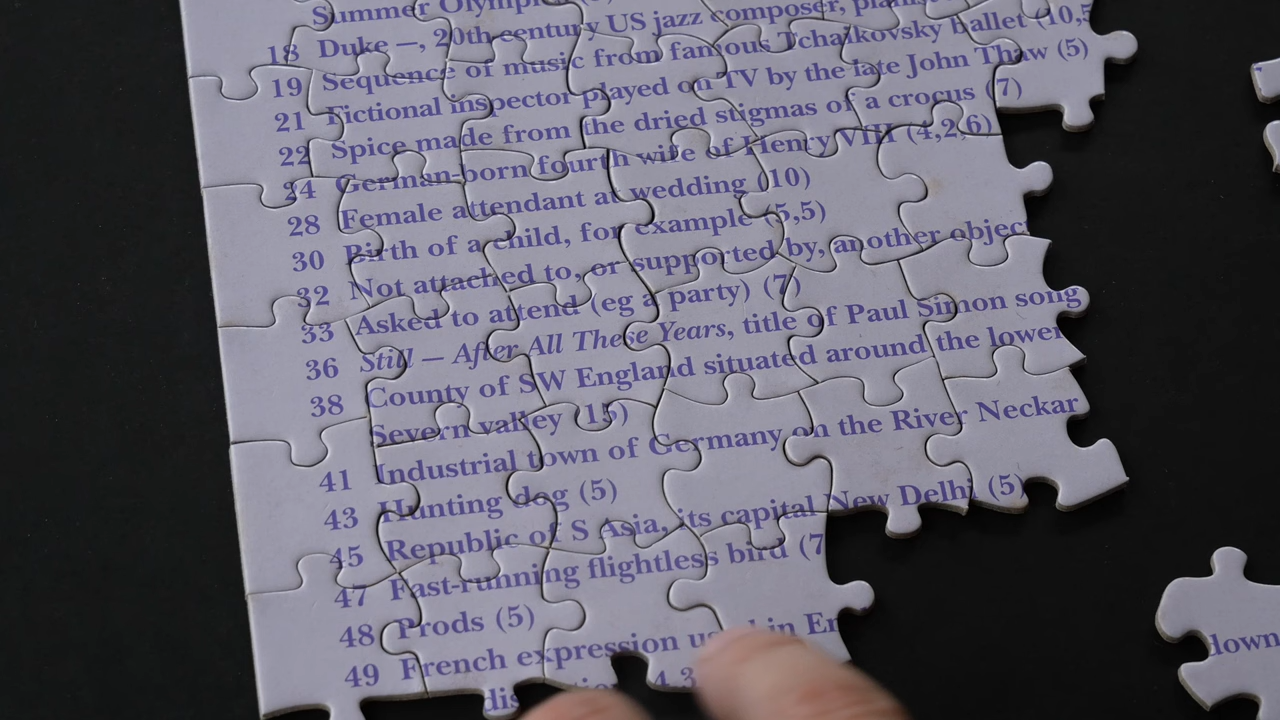 Summer
18 Duke —, 20th-century US jazz composer,
19 Sequence of music from famous Tchaikovsky ballet (10,5
21 Fictional inspector played on TV by the late John Thaw (5)
22 Spice made from the dried stigmas of a crocus (7)
24 German-born fourth wife of Henry VIII (4,2,6)
28 Female attendant at wedding (10)
30 Birth of a child, for example (5,5)
32 Not attached to, or supported by, another objec
33 Asked to attend (eg a party) (7)
36 Still — After All These Years, title of Paul Simon song
38 County of SW England situated around the lower
Severn valley (15)
41 Industrial town of Germany on the River Neckar
43 Hunting dog (5)
45 Republic of S Asia, its capital New Delhi (5)
47 Fast-running flightless bird (7
48 Prods (5)
49 French expression in En
4,3
down